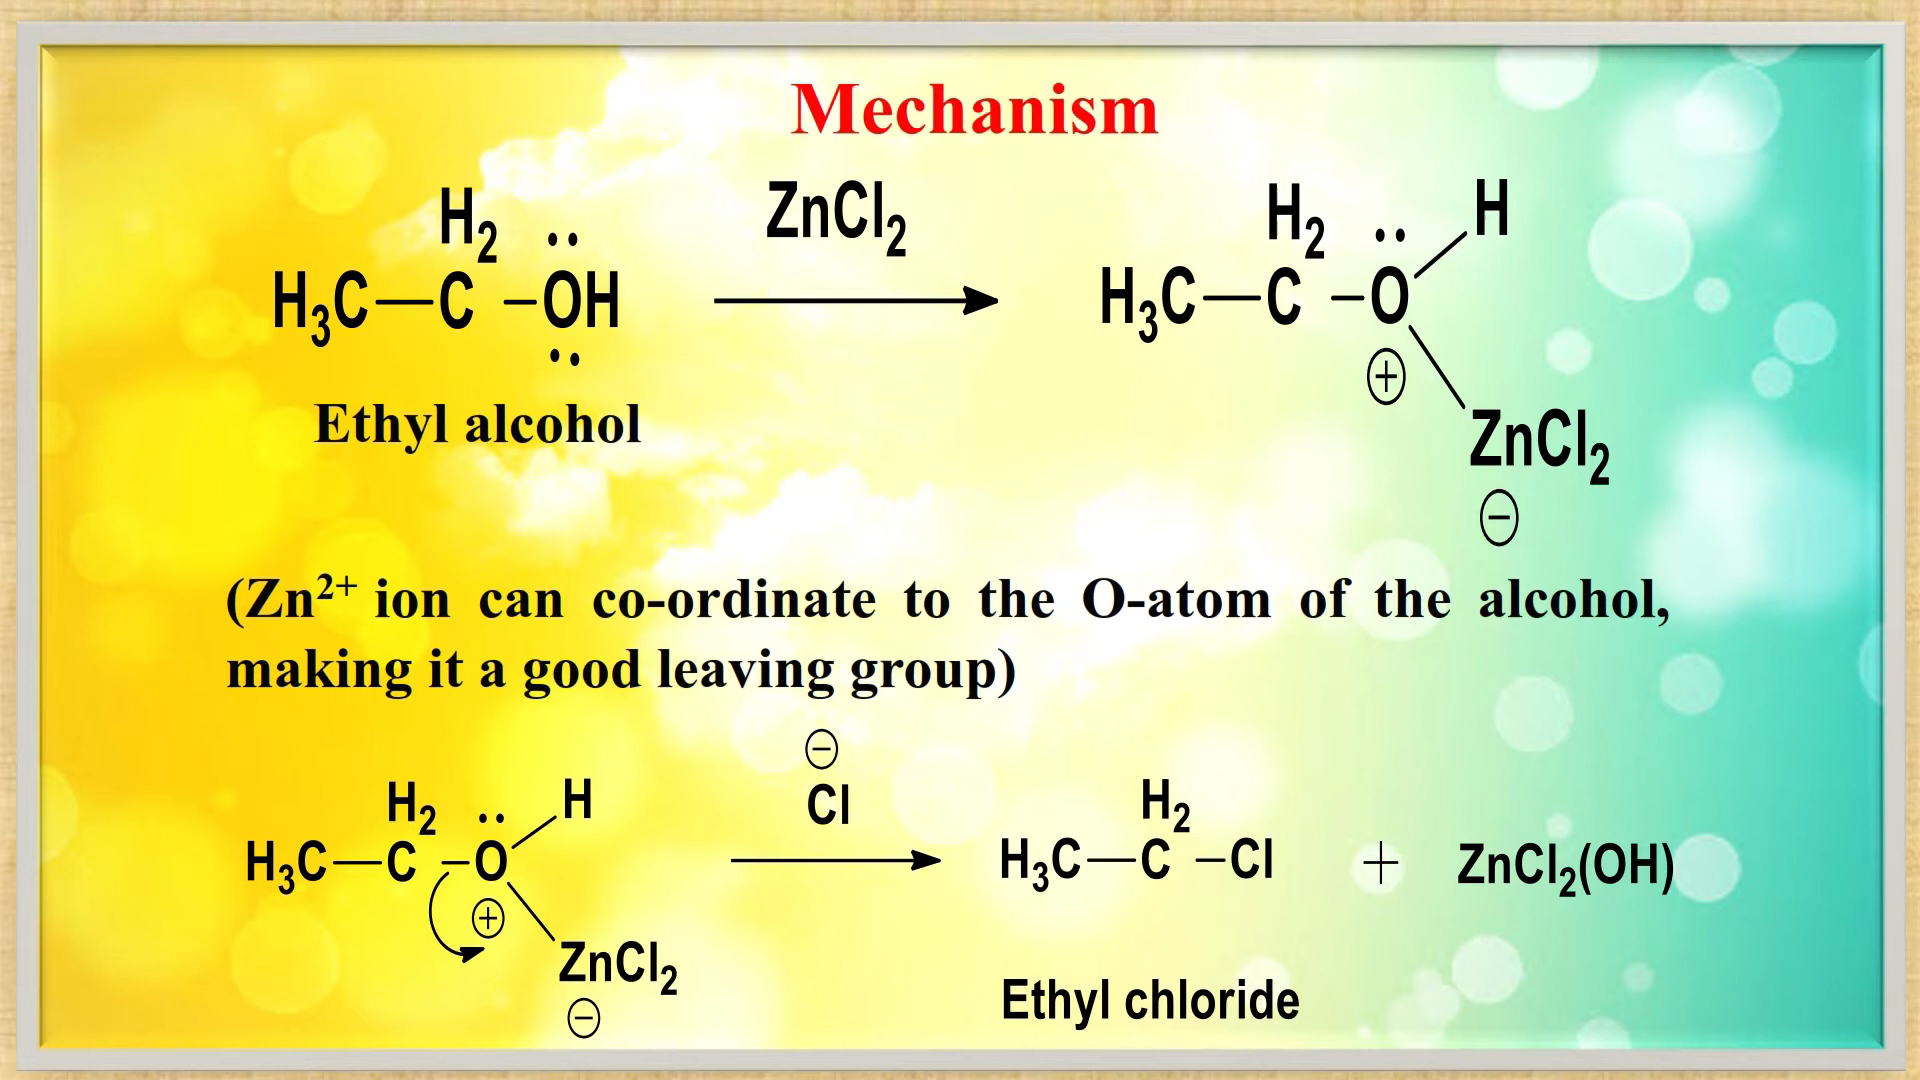 Mechanism
H₂ ZnCl₂ H₂ H
H₃C—C—OH H₃C—C—O
⊕
Ethyl alcohol ZnCl₂
⊖
(Zn²⁺ ion can co-ordinate to the O-atom of the alcohol,
making it a good leaving group)
⊖
H₂ H Cl H₂
H₃C—C—O H₃C—C—Cl + ZnCl₂(OH)
⊕
ZnCl₂
Ethyl chloride
⊖